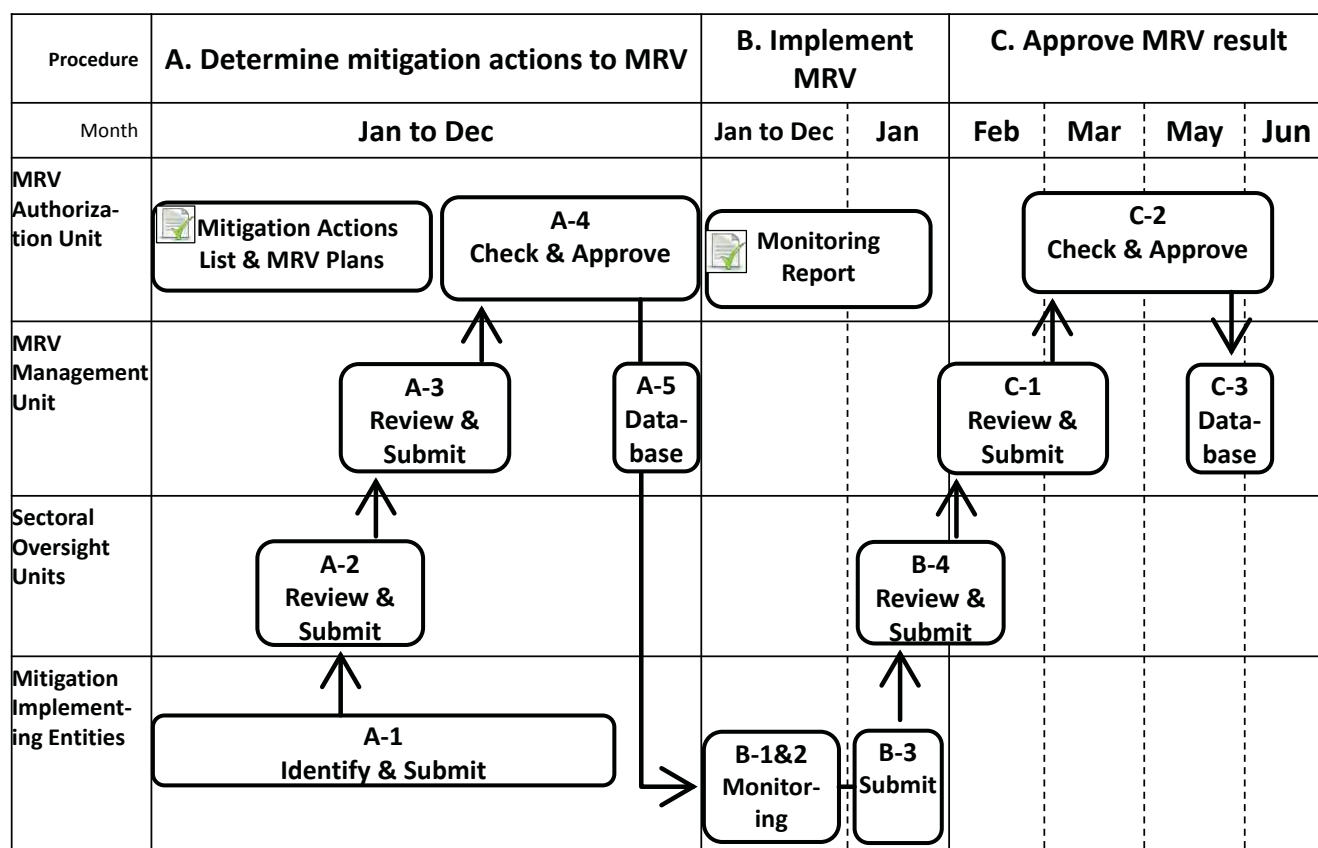 Procedure
A. Determine mitigation actions to MRV
B. Implement
MRV
C. Approve MRV result
Month
Jan to Dec
Jan to Dec
Jan
Feb
Mar
May
Jun
MRV
Authoriza-
tion Unit
Mitigation Actions
List & MRV Plans
A-4
Check & Approve
Monitoring
Report
C-2
Check & Approve
MRV
Management
Unit
A-3
Review &
Submit
A-5
Data-
base
C-1
Review &
Submit
C-3
Data-
base
Sectoral
Oversight
Units
A-2
Review &
Submit
B-4
Review &
Submit
Mitigation
Implement-
ing Entities
A-1
Identify & Submit
B-1&2
Monitor-
ing
B-3
Submit